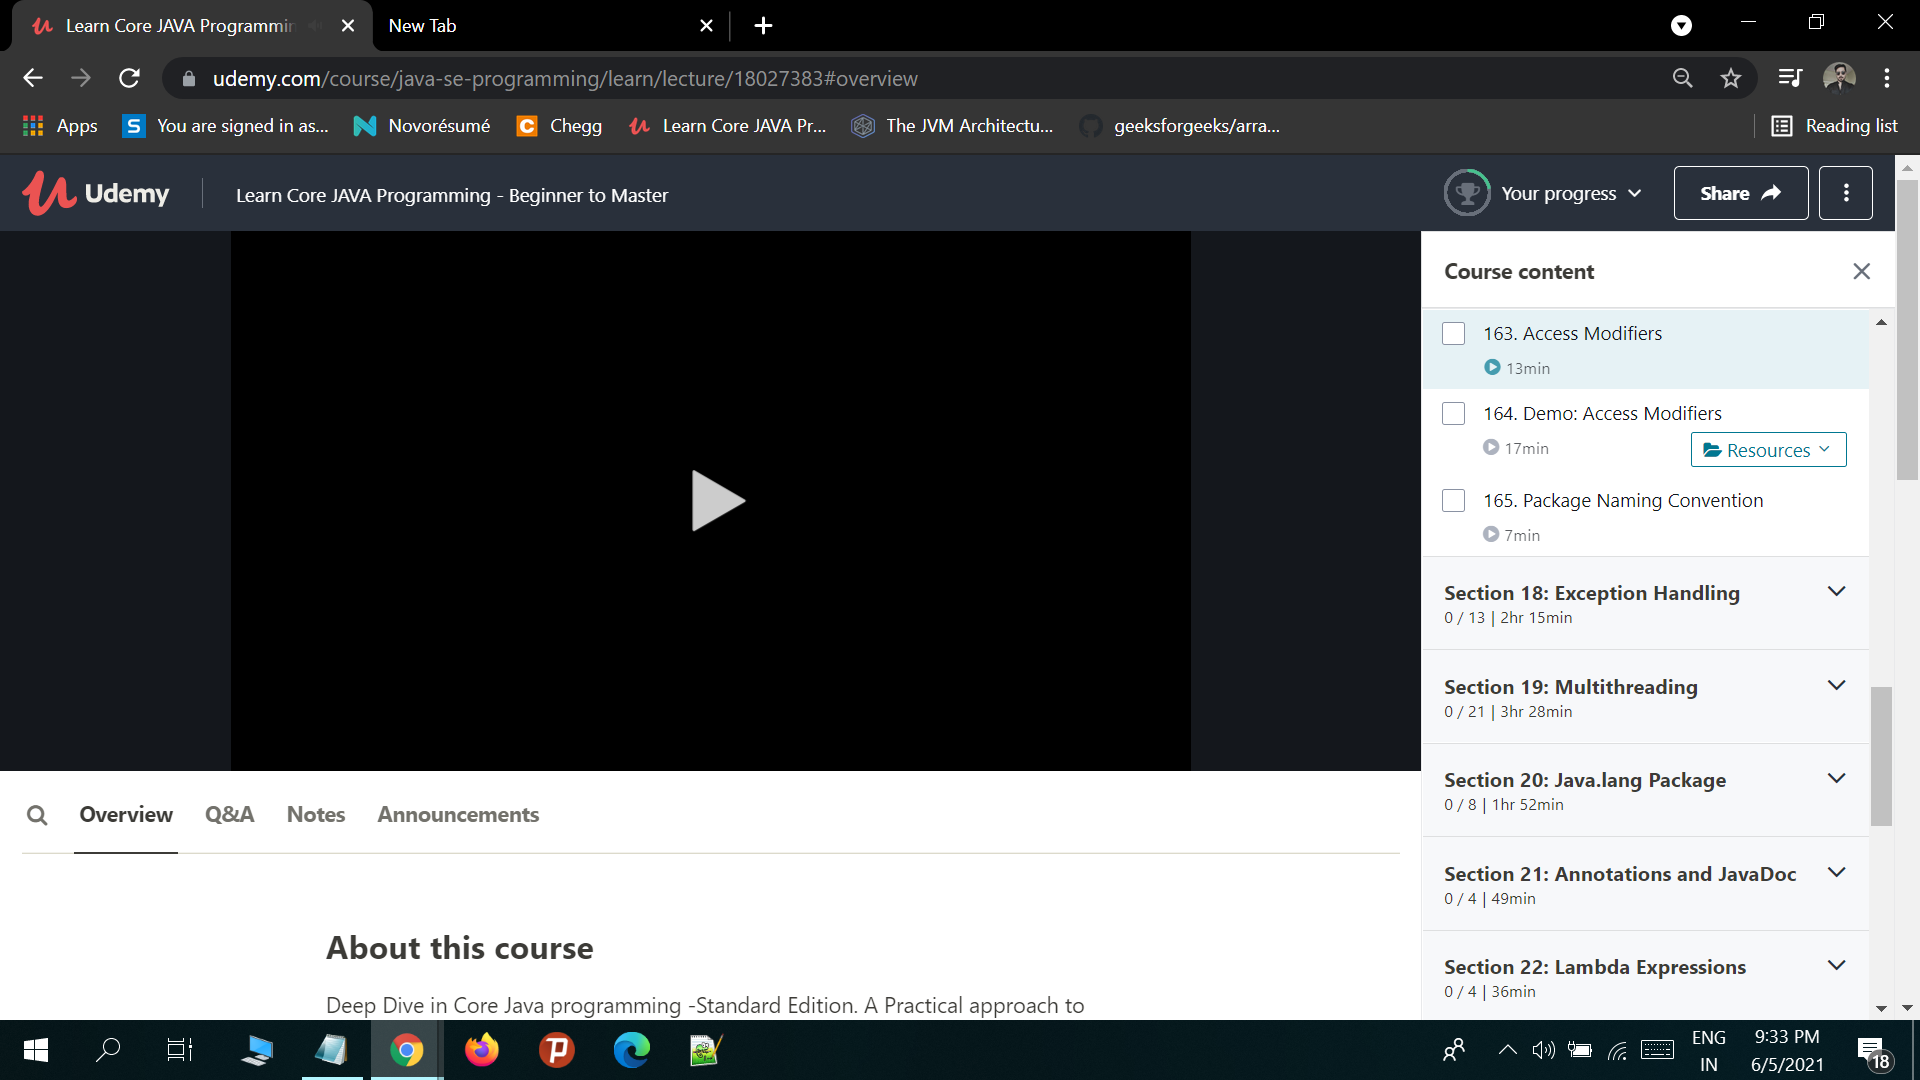 Learn Core JAVA Programmin
New Tab
udemy.com/course/java-se-programming/learn/lecture/18027383#overview
Apps
S
You are signed in as...
Novorésumé
C
Chegg
Learn Core JAVA Pr...
The JVM Architectu...
geeksforgeeks/arra...
Reading list
Udemy
Learn Core JAVA Programming - Beginner to Master
Your progress
Share
Course content
163. Access Modifiers
13min
164. Demo: Access Modifiers
17min
Resources
165. Package Naming Convention
7min
Section 18: Exception Handling
0 / 13 | 2hr 15min
Section 19: Multithreading
0 / 21 | 3hr 28min
Section 20: Java.lang Package
0 / 8 | 1hr 52min
Section 21: Annotations and JavaDoc
0 / 4 | 49min
Section 22: Lambda Expressions
0 / 4 | 36min
Overview
Q&A
Notes
Announcements
About this course
Deep Dive in Core Java programming -Standard Edition. A Practical approach to
ENG
IN
9:33 PM
6/5/2021
18